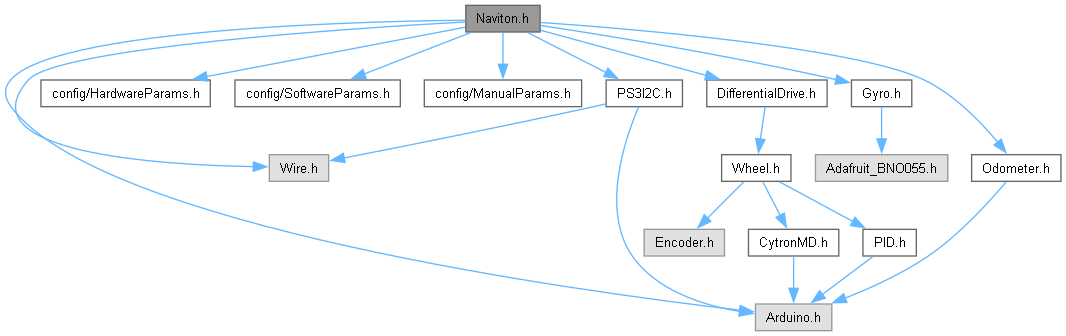 Naviton.h
config/HardwareParams.h
config/SoftwareParams.h
config/ManualParams.h
PS3I2C.h
DifferentialDrive.h
Gyro.h
Wire.h
Wheel.h
Adafruit_BNO055.h
Odometer.h
Encoder.h
CytronMD.h
PID.h
Arduino.h